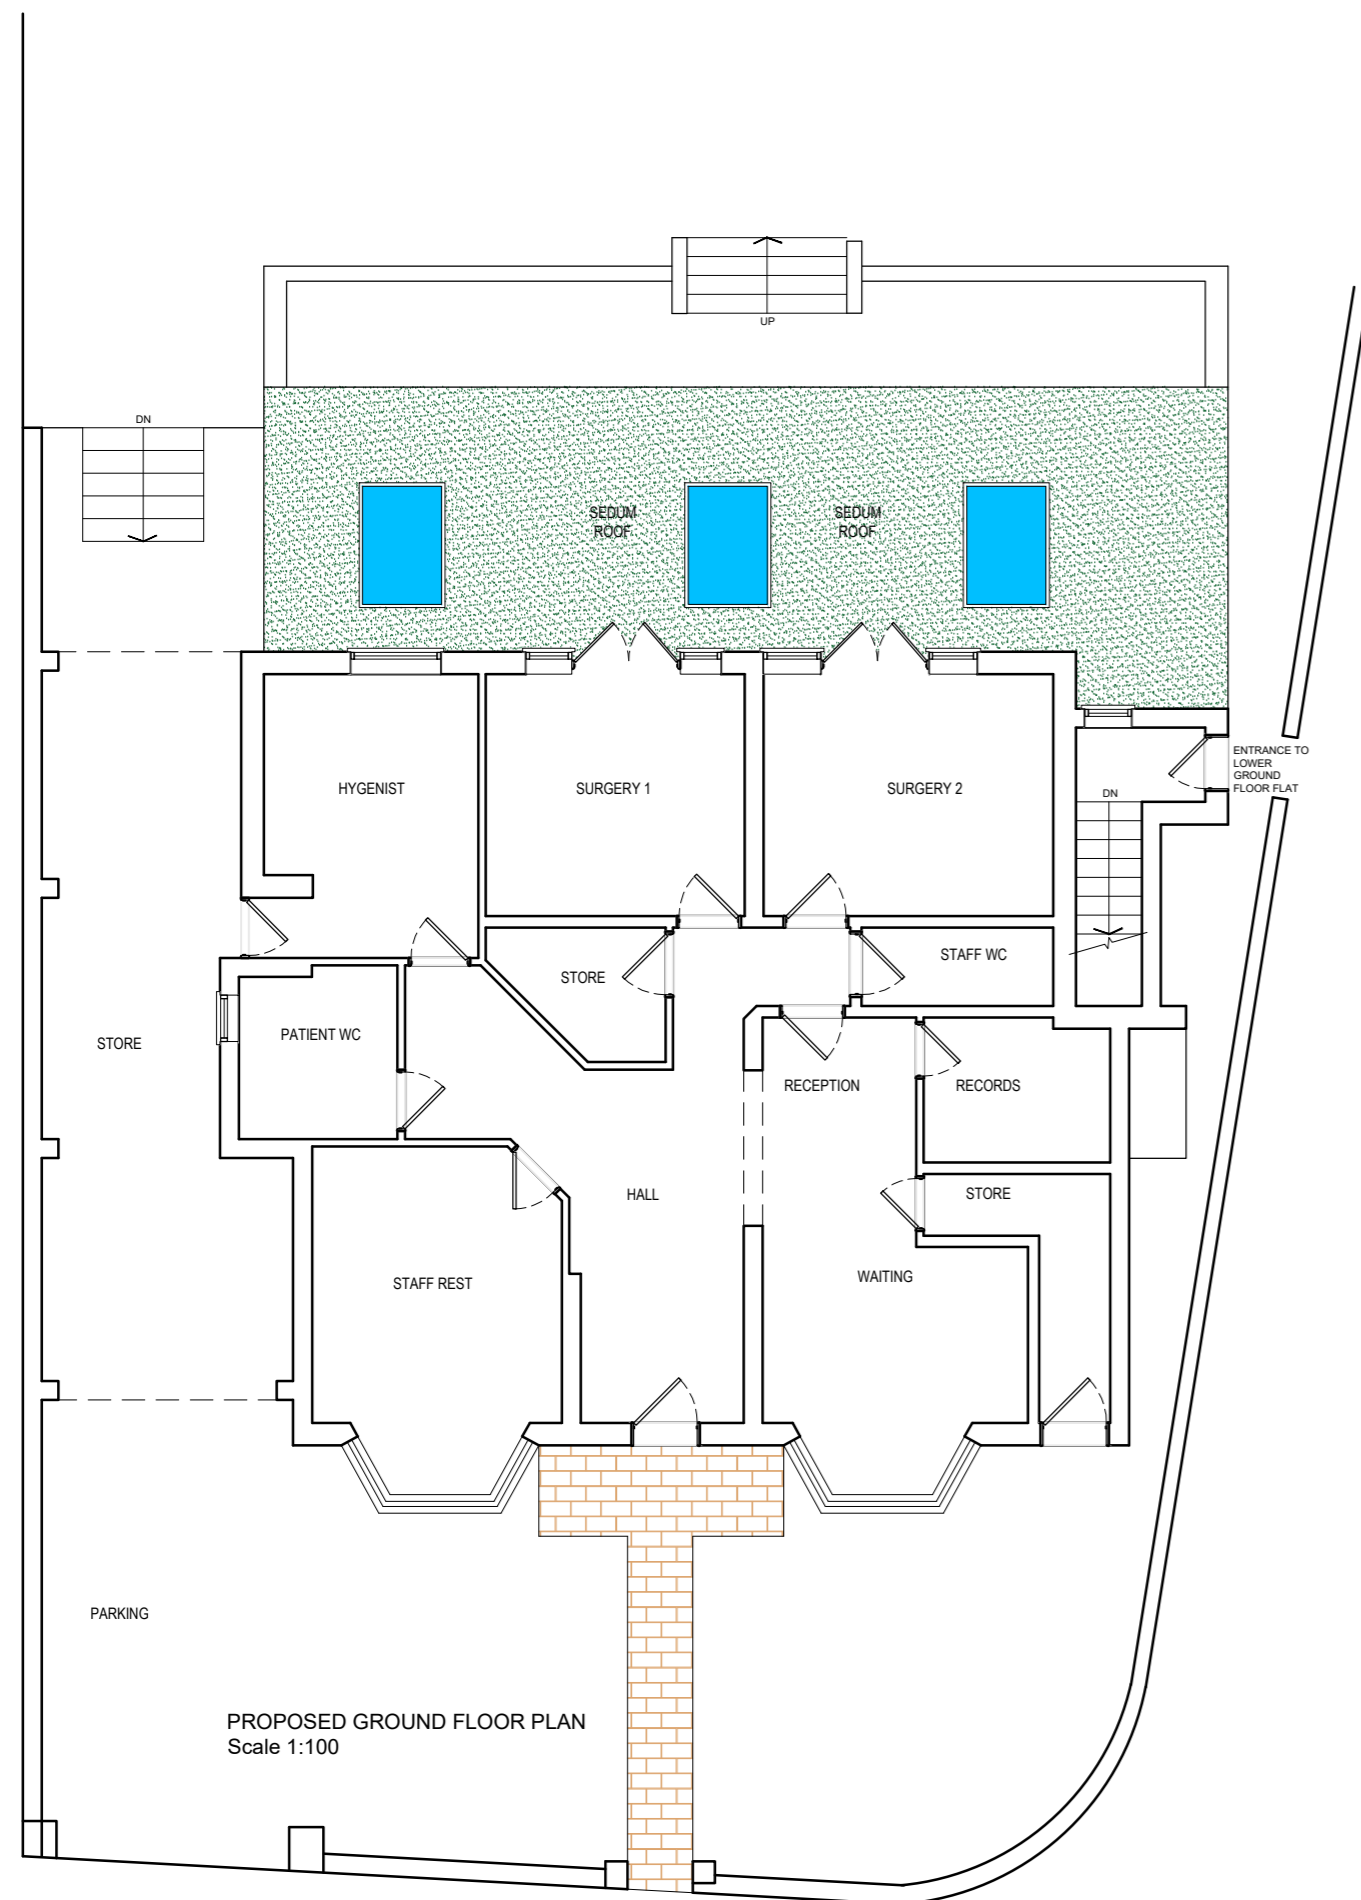 UP
DN
SEDUM
ROOF
SEDUM
ROOF
ENTRANCE TO
LOWER
GROUND
FLOOR FLAT
HYGENIST
SURGERY 1
SURGERY 2
DN
STAFF WC
STORE
PATIENT WC
STORE
RECEPTION
RECORDS
HALL
STORE
STAFF REST
WAITING
PARKING
PROPOSED GROUND FLOOR PLAN
Scale 1:100